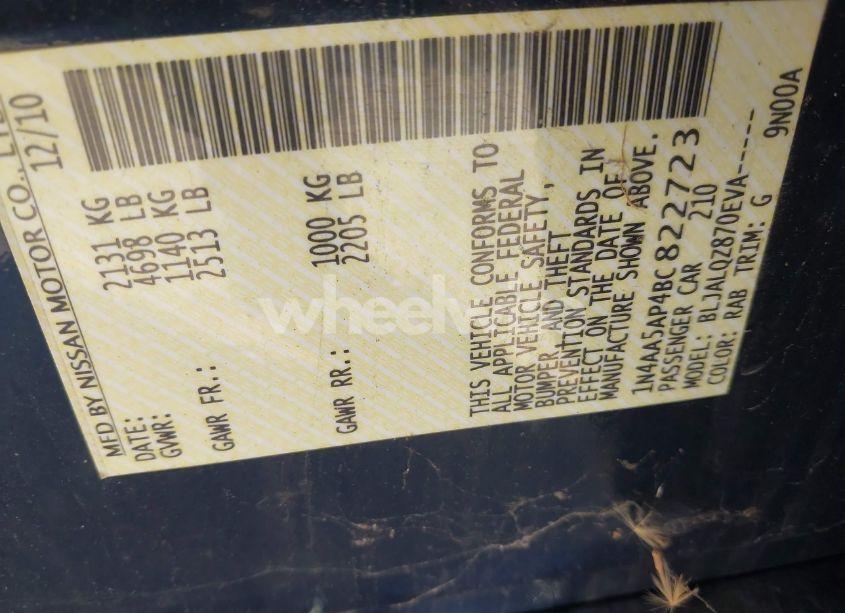 MFD BY NISSAN MOTOR CO.,
DATE: 12/10
GVWR: 2131 KG
4698 LB
GAWR FR.: 1140 KG
2513 LB
GAWR RR.: 1000 KG
2205 LB
THIS VEHICLE CONFORMS TO
ALL APPLICABLE FEDERAL
MOTOR VEHICLE SAFETY,
BUMPER AND THEFT
PREVENTION STANDARDS IN
EFFECT ON THE DATE OF
MANUFACTURE SHOWN ABOVE.
1N4AA5AP4BC822723
PASSENGER CAR 210
MODEL: BLJALQZ870EVA------
COLOR: RAB TRIM: G 9N00A